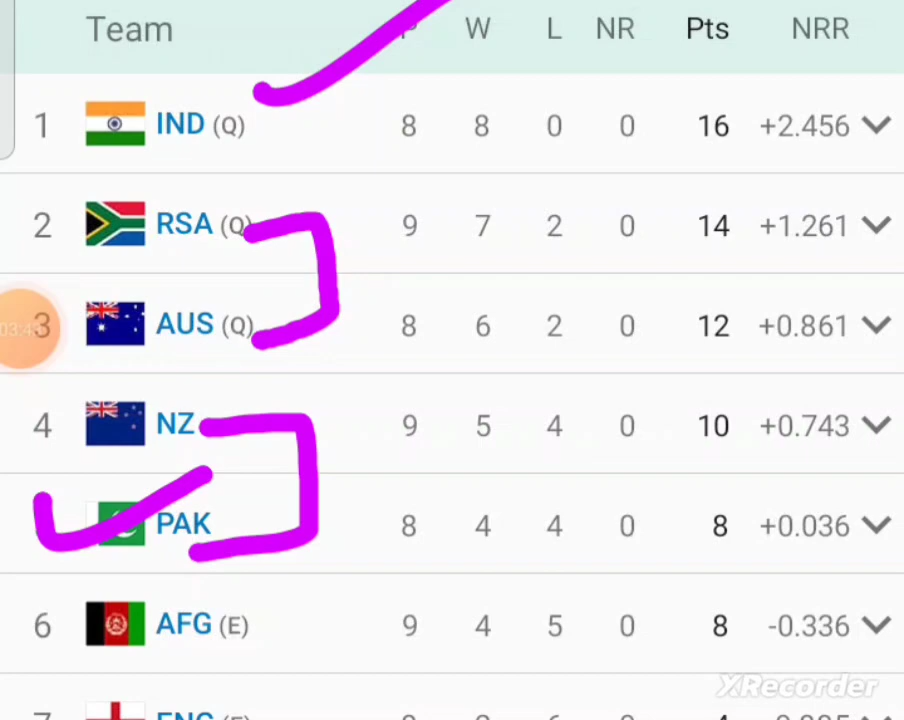 Team P W L NR Pts NRR
1 IND (Q) 8 8 0 0 16 +2.456
2 RSA (Q) 9 7 2 0 14 +1.261
3 AUS (Q) 8 6 2 0 12 +0.861
4 NZ 9 5 4 0 10 +0.743
PAK 8 4 4 0 8 +0.036
6 AFG (E) 9 4 5 0 8 -0.336
XRecorder
7 ENG (E)